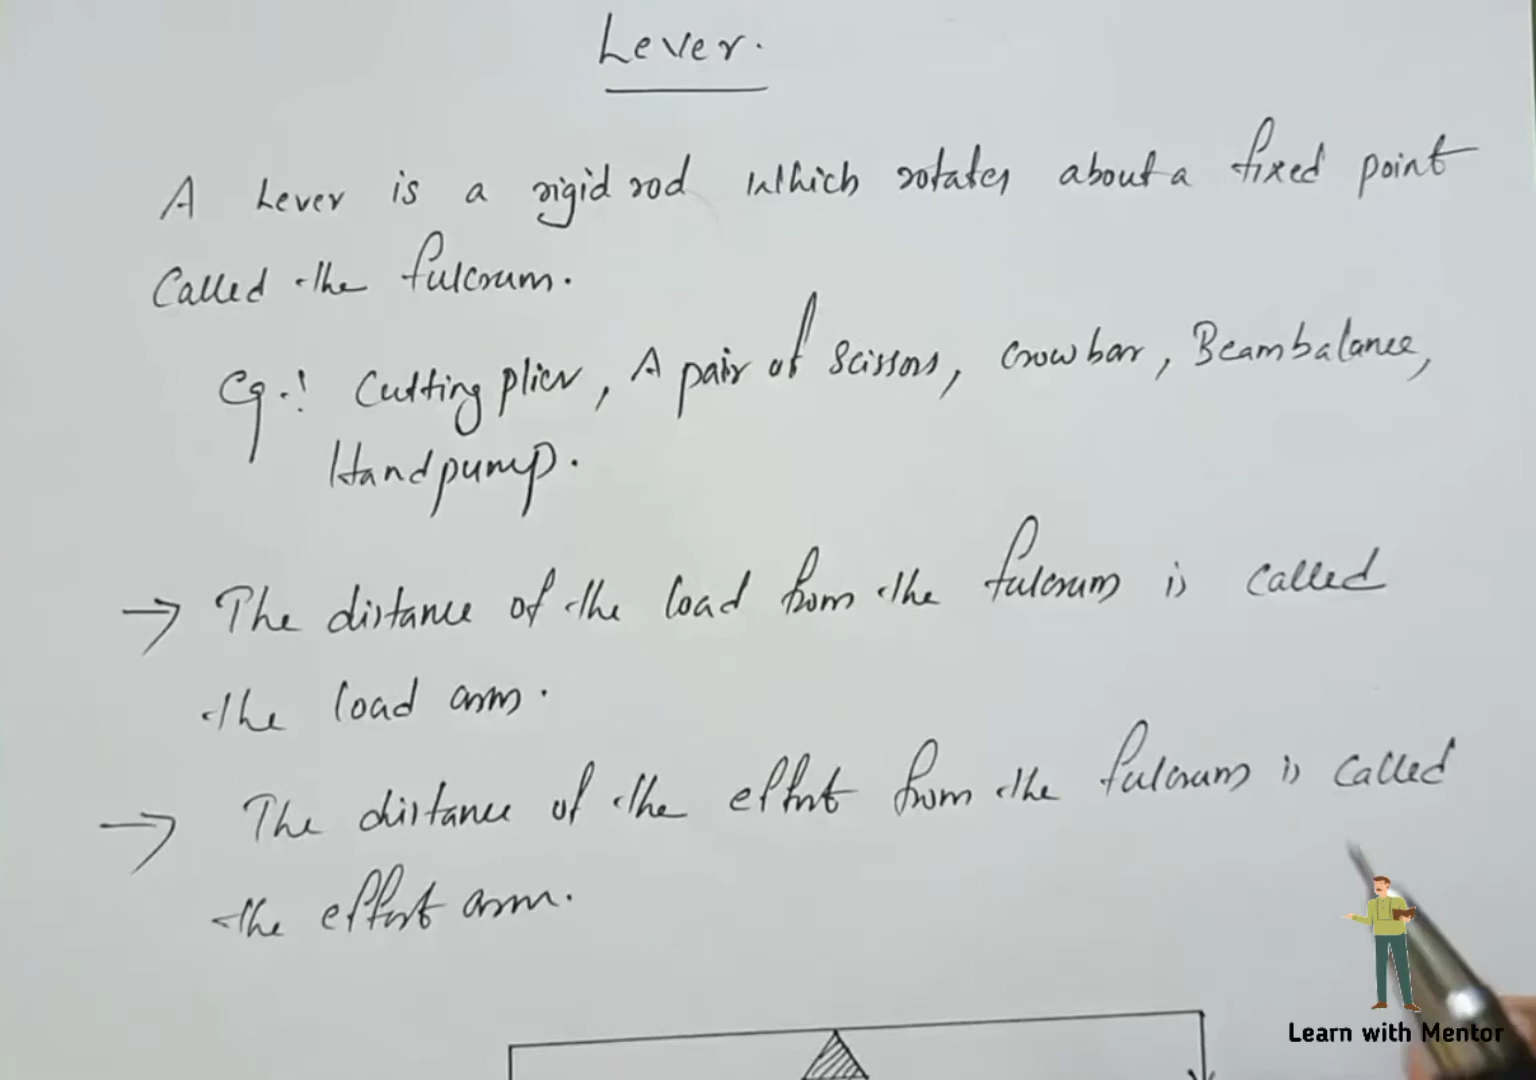 Lever.
A Lever is a rigid rod which rotates about a fixed point
Called the fulcrum.
Eg.: Cutting plier, A pair of scissors, Crow bar, Beam balance,
Hand pump.
→ The distance of the load from the fulcrum is called
the load arm.
→ The distance of the effort from the fulcrum is called
the effort arm.
Learn with Mentor